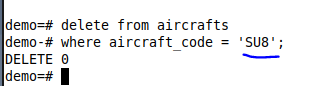 demo=# delete from aircrafts
demo-# where aircraft_code = 'SU8';
DELETE 0
demo=#